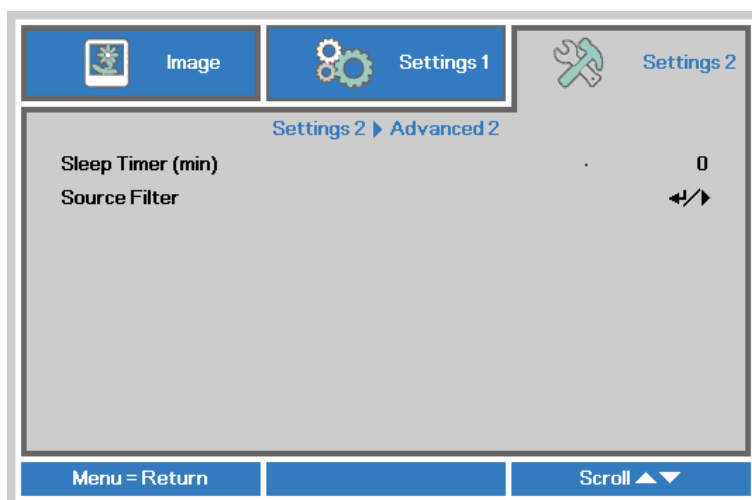 Image
Settings 1
Settings 2
Settings 2 ▶ Advanced 2
Sleep Timer (min) 0
Source Filter ↵/▶
Menu = Return
Scroll ▲▼